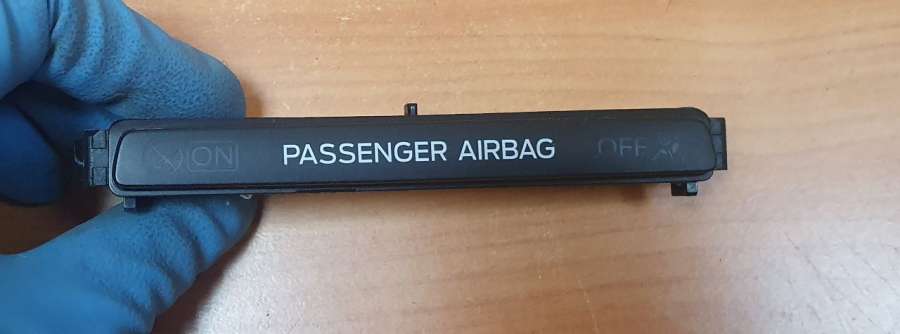 ON PASSENGER AIRBAG OFF